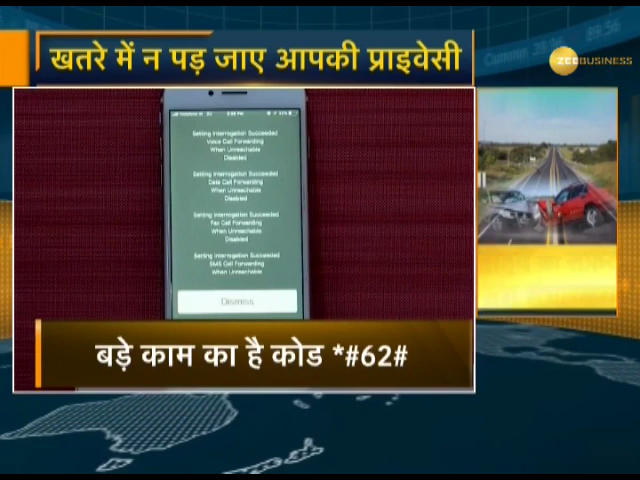 खतरे में न पड़ जाए आपकी प्राइवेसी
ZEE BUSINESS
Setting Interrogation Succeeded
Voice Call Forwarding
When Unreachable
Disabled
Setting Interrogation Succeeded
Data Call Forwarding
When Unreachable
Disabled
Setting Interrogation Succeeded
Fax Call Forwarding
When Unreachable
Disabled
Setting Interrogation Succeeded
SMS Call Forwarding
When Unreachable
Dismiss
बड़े काम का है कोड *#62#